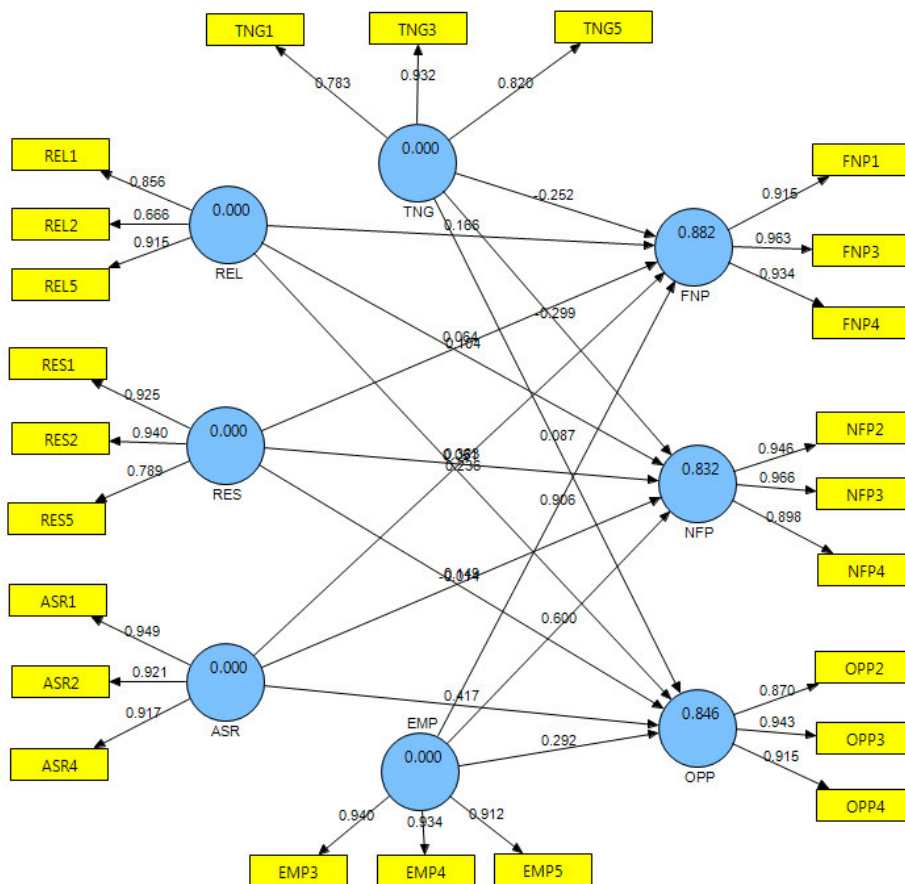 TNG1
TNG3
TNG5
0.783
0.932
0.820
0.000
TNG
REL1
REL2
REL5
0.856
0.666
0.915
0.000
REL
-0.252
0.166
0.882
FNP
0.915
0.963
0.934
FNP1
FNP3
FNP4
-0.299
0.064
RES1
RES2
RES5
0.925
0.940
0.789
0.000
RES
0.087
0.236
0.906
0.832
NFP
0.946
0.966
0.898
NFP2
NFP3
NFP4
ASR1
ASR2
ASR4
0.949
0.921
0.917
0.000
ASR
0.600
0.417
0.292
EMP
0.000
0.846
OPP
0.870
0.943
0.915
OPP2
OPP3
OPP4
0.940
0.934
0.912
EMP3
EMP4
EMP5